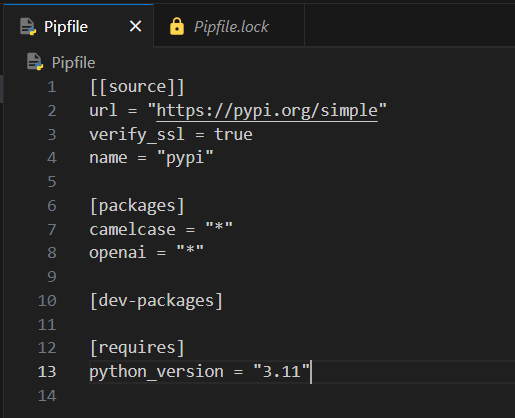 Pipfile
Pipfile.lock
Pipfile
1 [[source]]
2 url = "https://pypi.org/simple"
3 verify_ssl = true
4 name = "pypi"
5
6 [packages]
7 camelcase = "*"
8 openai = "*"
9
10 [dev-packages]
11
12 [requires]
13 python_version = "3.11"
14